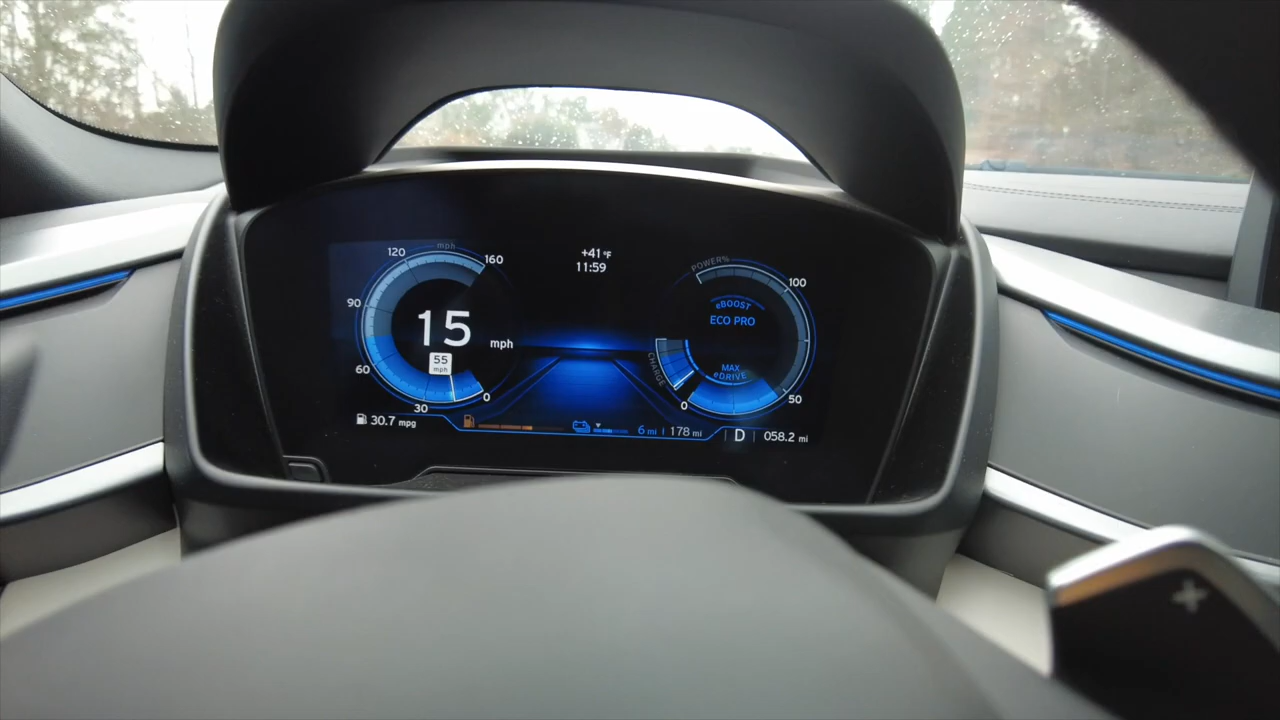 mph
120
160
90
15
mph
55
mph
60
30
0
+41°F
11:59
POWER%
100
eBOOST
ECO PRO
CHARGE
MAX
eDRIVE
0
50
30.7 mpg
6 mi | 178 mi
D
058.2 mi
+